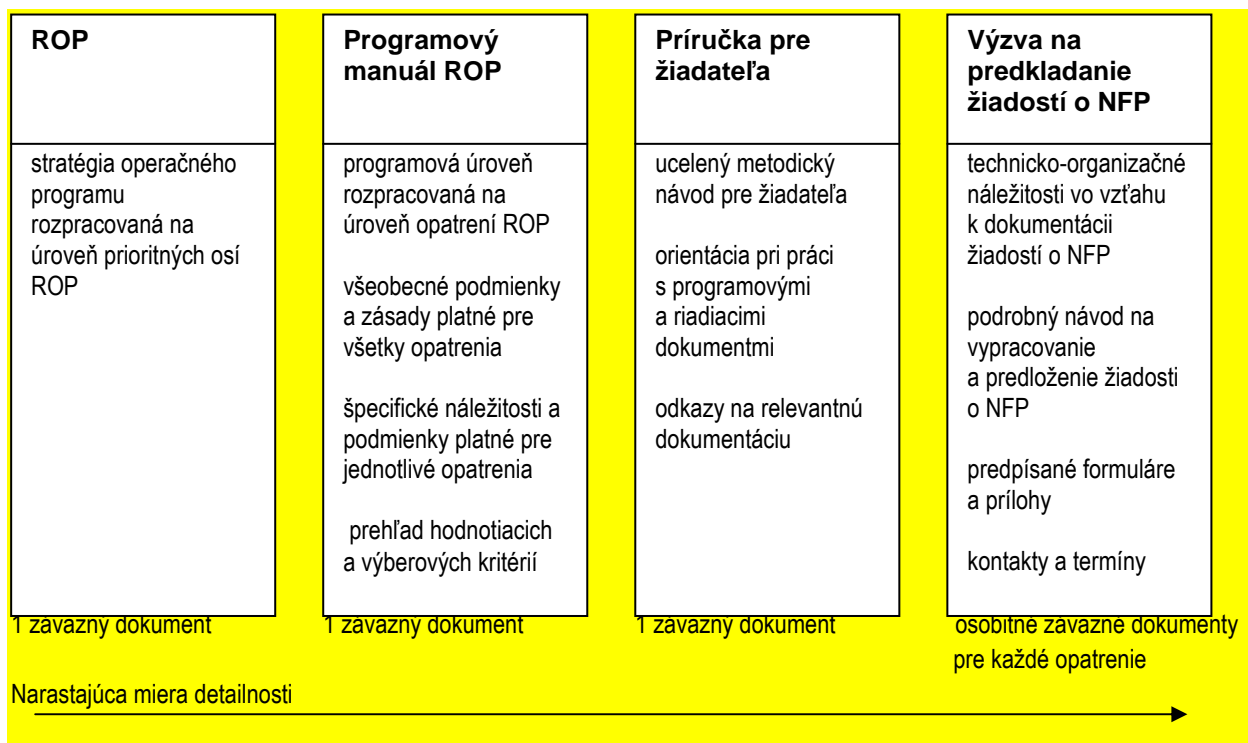 ROP
stratégia operačného
programu
rozpracovaná na
úroveň prioritných osí
ROP
1 záväzný dokument
Programový
manuál ROP
programová úroveň
rozpracovaná na
úroveň opatrení ROP
všeobecné podmienky
a zásady platné pre
všetky opatrenia
špecifické náležitosti a
podmienky platné pre
jednotlivé opatrenia
prehľad hodnotiacich
a výberových kritérií
1 záväzný dokument
Príručka pre
žiadateľa
ucelený metodický
návod pre žiadateľa
orientácia pri práci
s programovými
a riadiacimi
dokumentmi
odkazy na relevantnú
dokumentáciu
1 záväzný dokument
Výzva na
predkladanie
žiadostí o NFP
technicko-organizačné
náležitosti vo vzťahu
k dokumentácii
žiadostí o NFP
podrobný návod na
vypracovanie
a predloženie žiadosti
o NFP
predpísané formuláre
a prílohy
kontakty a termíny
osobitné záväzné dokumenty
pre každé opatrenie
Narastajúca miera detailnosti